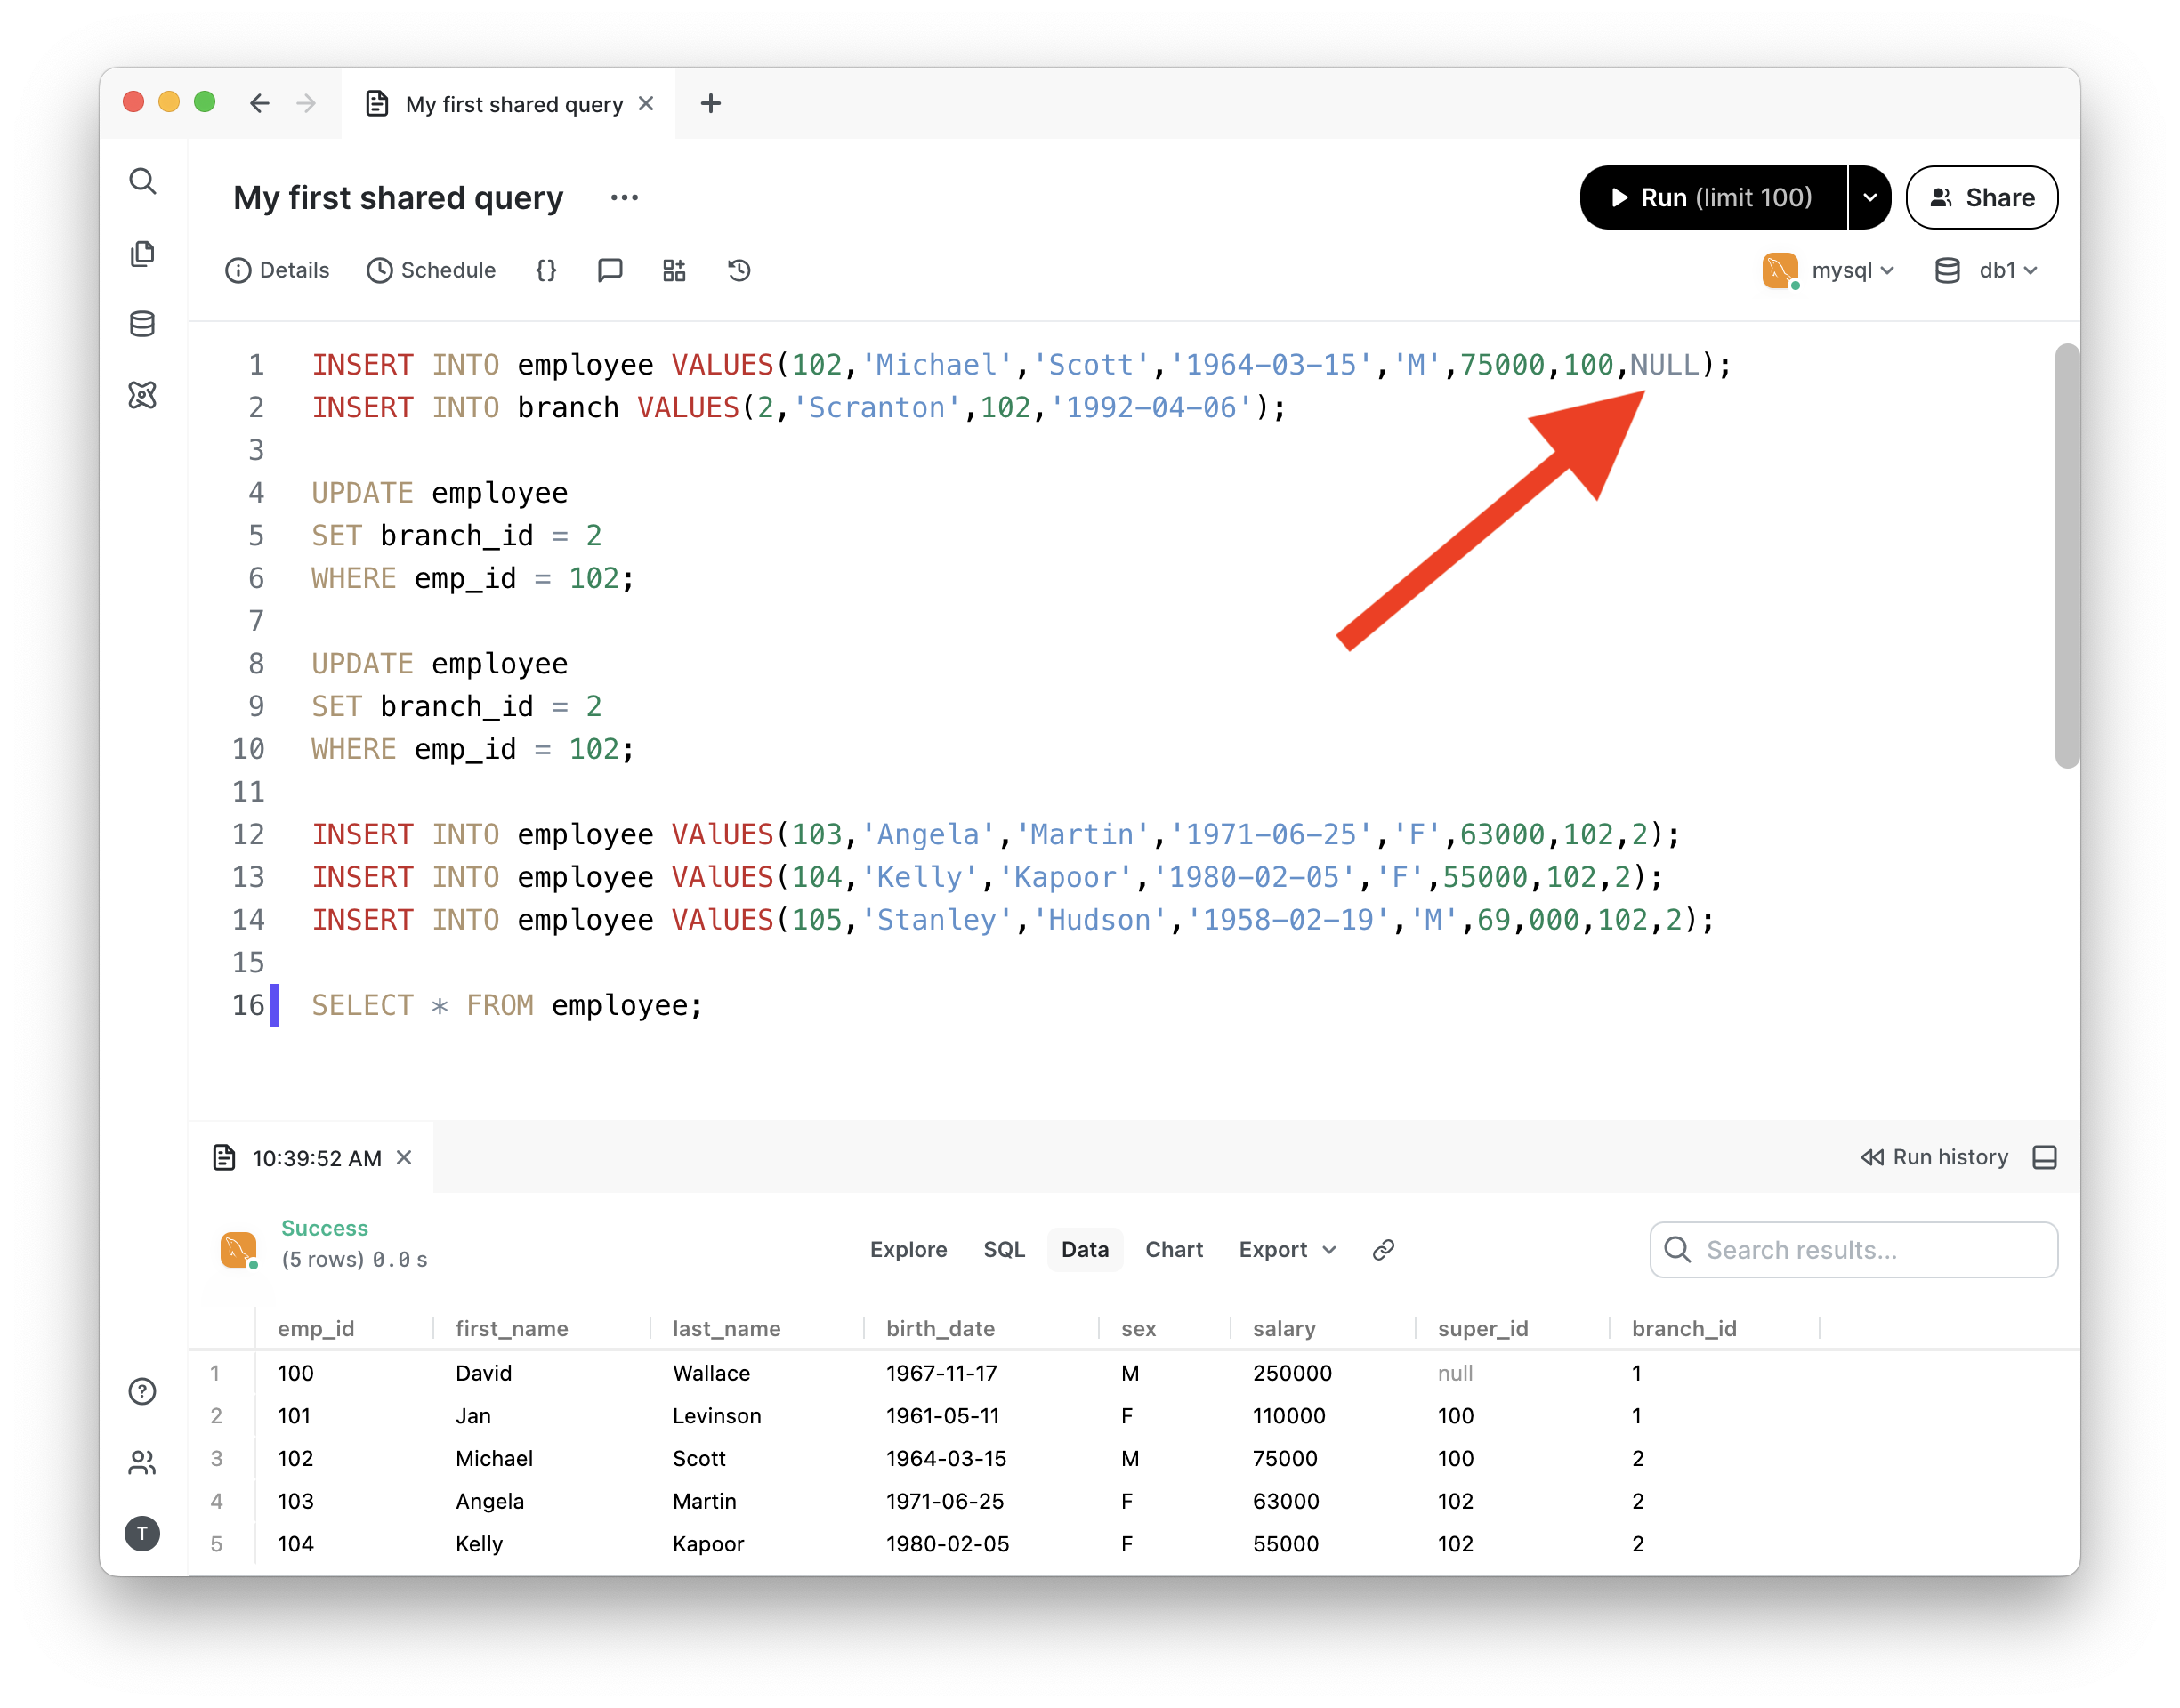 My first shared query
My first shared query ...
Run (limit 100)
Share
Details Schedule {} mysql db1
1 INSERT INTO employee VALUES(102,'Michael','Scott','1964-03-15','M',75000,100,NULL);
2 INSERT INTO branch VALUES(2,'Scranton',102,'1992-04-06');
3
4 UPDATE employee
5 SET branch_id = 2
6 WHERE emp_id = 102;
7
8 UPDATE employee
9 SET branch_id = 2
10 WHERE emp_id = 102;
11
12 INSERT INTO employee VAlUES(103,'Angela','Martin','1971-06-25','F',63000,102,2);
13 INSERT INTO employee VAlUES(104,'Kelly','Kapoor','1980-02-05','F',55000,102,2);
14 INSERT INTO employee VAlUES(105,'Stanley','Hudson','1958-02-19','M',69,000,102,2);
15
16 SELECT * FROM employee;
10:39:52 AM
Run history
Success
(5 rows) 0.0 s
Explore SQL Data Chart Export
Search results...
emp_id first_name last_name birth_date sex salary super_id branch_id
1 100 David Wallace 1967-11-17 M 250000 null 1
2 101 Jan Levinson 1961-05-11 F 110000 100 1
3 102 Michael Scott 1964-03-15 M 75000 100 2
4 103 Angela Martin 1971-06-25 F 63000 102 2
5 104 Kelly Kapoor 1980-02-05 F 55000 102 2
T